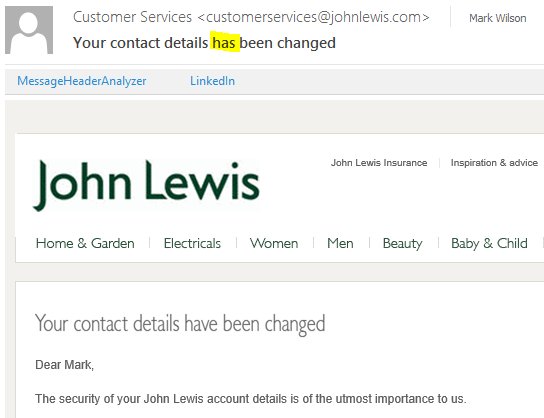 Customer Services <customerservices@johnlewis.com> Mark Wilson
Your contact details has been changed
MessageHeaderAnalyzer LinkedIn
John Lewis
John Lewis Insurance Inspiration & advice
Home & Garden Electricals Women Men Beauty Baby & Child
Your contact details have been changed
Dear Mark,
The security of your John Lewis account details is of the utmost importance to us.